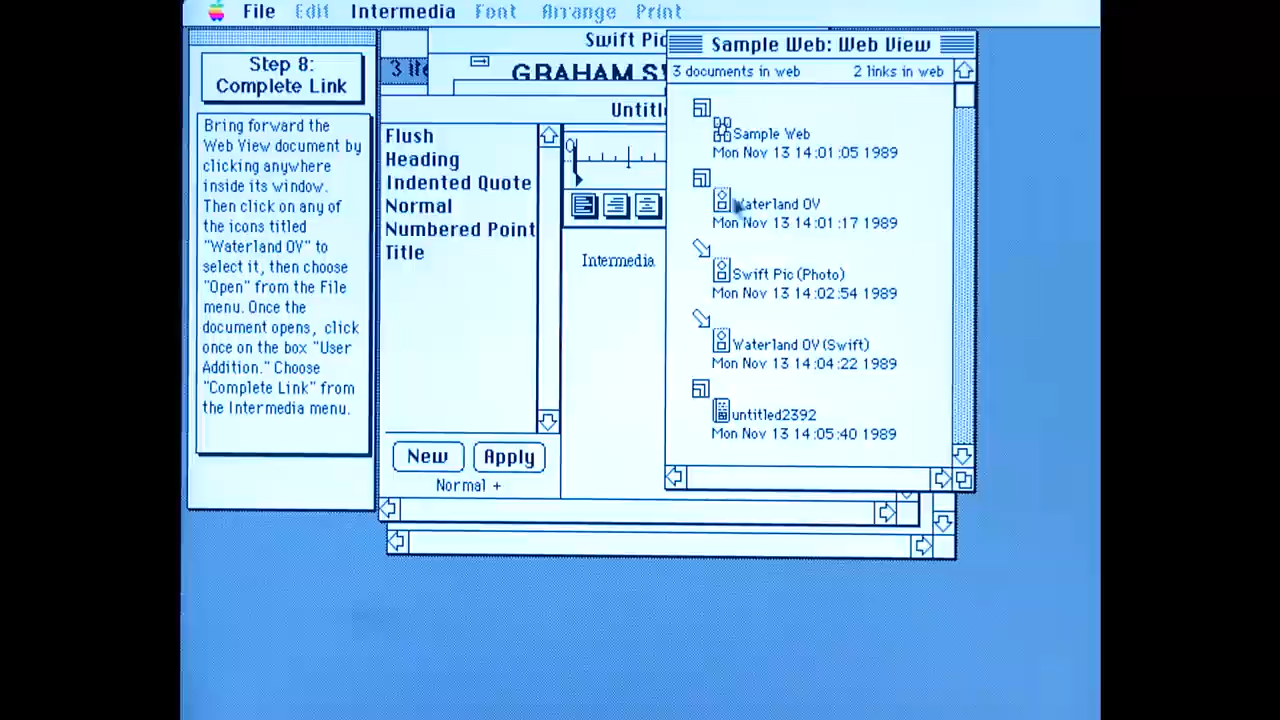 File Edit Intermedia Font Arrange Print
Step 8:
Complete Link
Bring forward the
Web View document by
clicking anywhere
inside its window.
Then click on any of
the icons titled
"Waterland OV" to
select it, then choose
"Open" from the File
menu. Once the
document opens, click
once on the box "User
Addition." Choose
"Complete Link" from
the Intermedia menu.
Swift Pic
3
GRAHAM
Flush
Heading
Indented Quote
Normal
Numbered Point
Title
New
Apply
Normal +
0
Intermedia
Sample Web: Web View
3 documents in web 2 links in web
Sample Web
Mon Nov 13 14:01:05 1989
Waterland OV
Mon Nov 13 14:01:17 1989
Swift Pic (Photo)
Mon Nov 13 14:02:54 1989
Waterland OV (Swift)
Mon Nov 13 14:04:22 1989
untitled2392
Mon Nov 13 14:05:40 1989